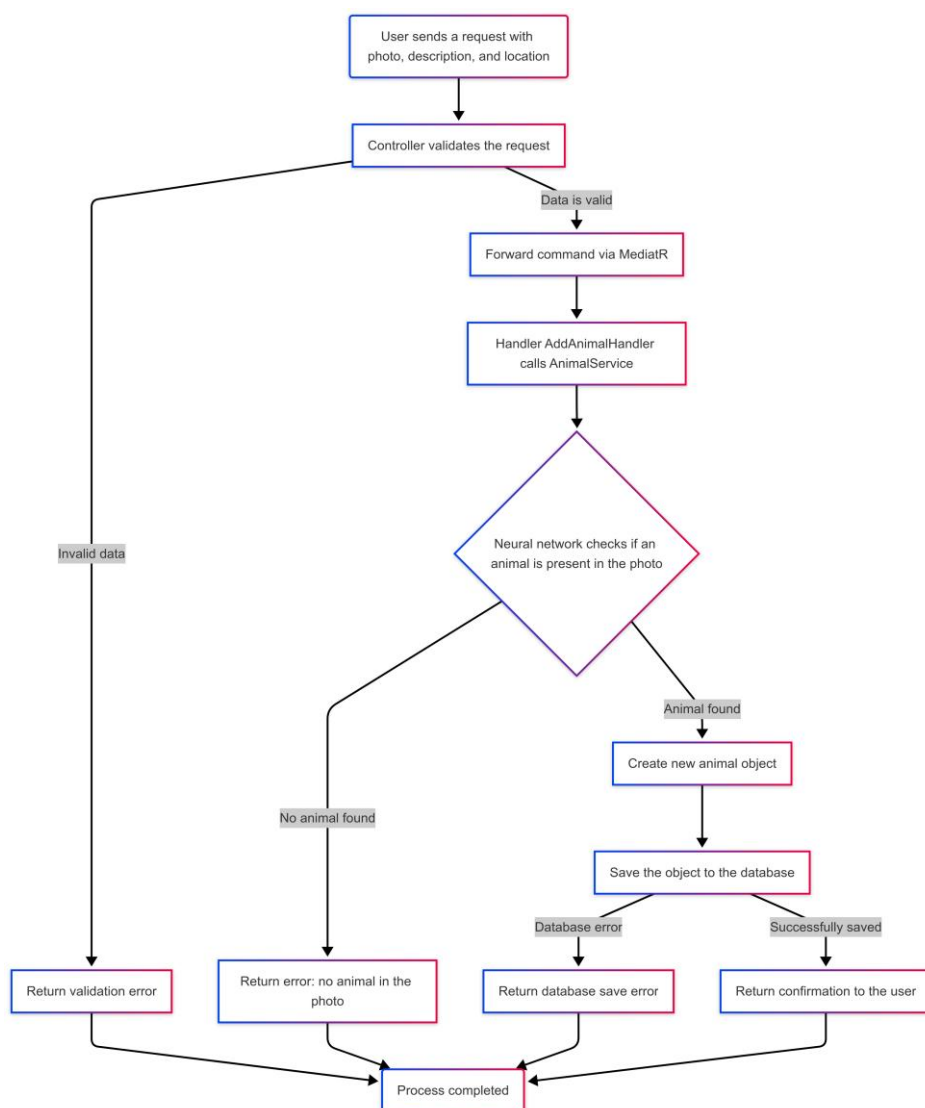 User sends a request with
photo, description, and location
Controller validates the request
Data is valid
Forward command via MediatR
Handler AddAnimalHandler
calls AnimalService
Neural network checks if an
animal is present in the photo
Invalid data
Animal found
Create new animal object
No animal found
Save the object to the database
Database error
Successfully saved
Return validation error
Return error: no animal in the
photo
Return database save error
Return confirmation to the user
Process completed